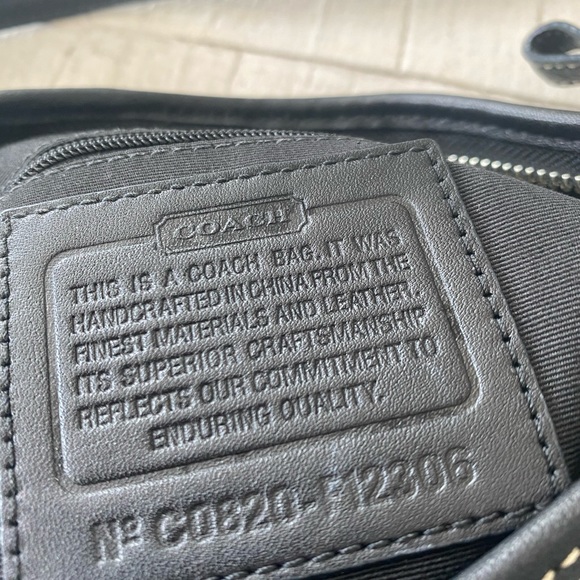 COACH
THIS IS A COACH BAG. IT WAS
HANDCRAFTED IN CHINA FROM THE
FINEST MATERIALS AND LEATHER.
ITS SUPERIOR CRAFTSMANSHIP
REFLECTS OUR COMMITMENT TO
ENDURING QUALITY.
Nº C0820-F12306